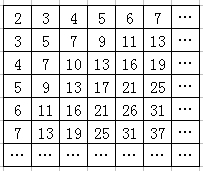 2 3 4 5 6 7 …
3 5 7 9 11 13 …
4 7 10 13 16 19 …
5 9 13 17 21 25 …
6 11 16 21 26 31 …
7 13 19 25 31 37 …
… … … … … … …